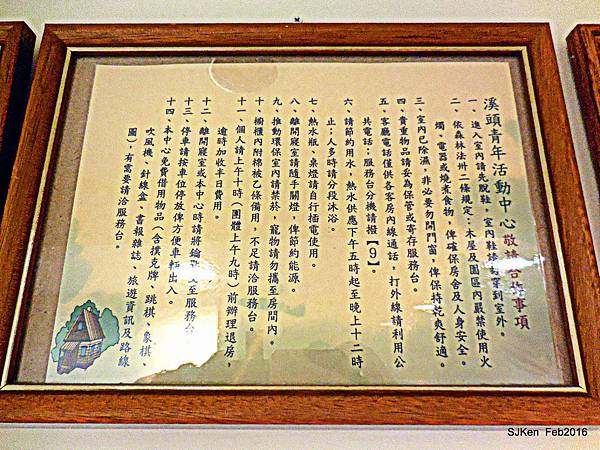 溪頭青年活動中心敬請合作事項
一、進入室內請先脫鞋，室內鞋請勿穿到室外。
二、依森林法卅二條規定：木屋及園區內嚴禁使用火
燭、電器或燒煮食物，俾確保房舍及人身安全。
三、室內已除濕，非必要勿開門窗，俾保持乾爽舒適。
四、貴重物品請妥為保管或寄存服務台。
五、客廳電話僅供各客房內線通話，打外線請利用公
共電話；服務台分機請撥【9】。
六、請節約用水，熱水供應下午五時起至晚上十二時
止；人多時請分段沐浴。
七、熱水瓶、桌燈請自行插電使用。
八、離開寢室請隨手關燈，俾節約能源。
九、推動環保室內請禁菸，寵物請勿攜至房間內。
十、櫥櫃內附棉被乙條備用，不足請洽服務台。
十一、個人請上午十時（團體上午九時）前辦理退房，
逾時加收半日費用。
十二、離開寢室或本中心時請將鑰匙交至服務台。
十三、停車請按車位停放俾方便車輛出入。
十四、本中心免費借用物品（含撲克牌、跳棋、象棋、
吹風機、針線盒、書報雜誌、旅遊資訊及路線
圖），有需要請洽服務台。
SJKen Feb2016